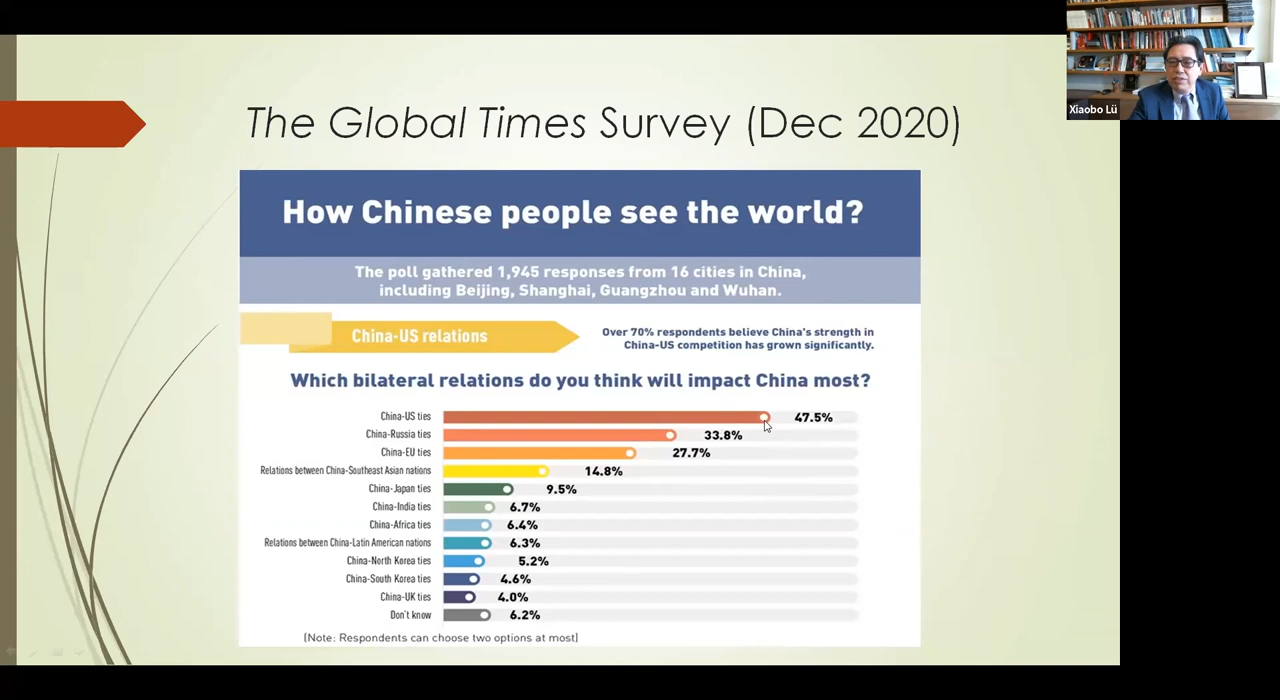 Xiaobo Lü
The Global Times Survey (Dec 2020)
How Chinese people see the world?
The poll gathered 1,945 responses from 16 cities in China,
including Beijing, Shanghai, Guangzhou and Wuhan.
China-US relations
Over 70% respondents believe China's strength in
China-US competition has grown significantly.
Which bilateral relations do you think will impact China most?
China-US ties 47.5%
China-Russia ties 33.8%
China-EU ties 27.7%
Relations between China-Southeast Asian nations 14.8%
China-Japan ties 9.5%
China-India ties 6.7%
China-Africa ties 6.4%
Relations between China-Latin American nations 6.3%
China-North Korea ties 5.2%
China-South Korea ties 4.6%
China-UK ties 4.0%
Don't know 6.2%
(Note: Respondents can choose two options at most)